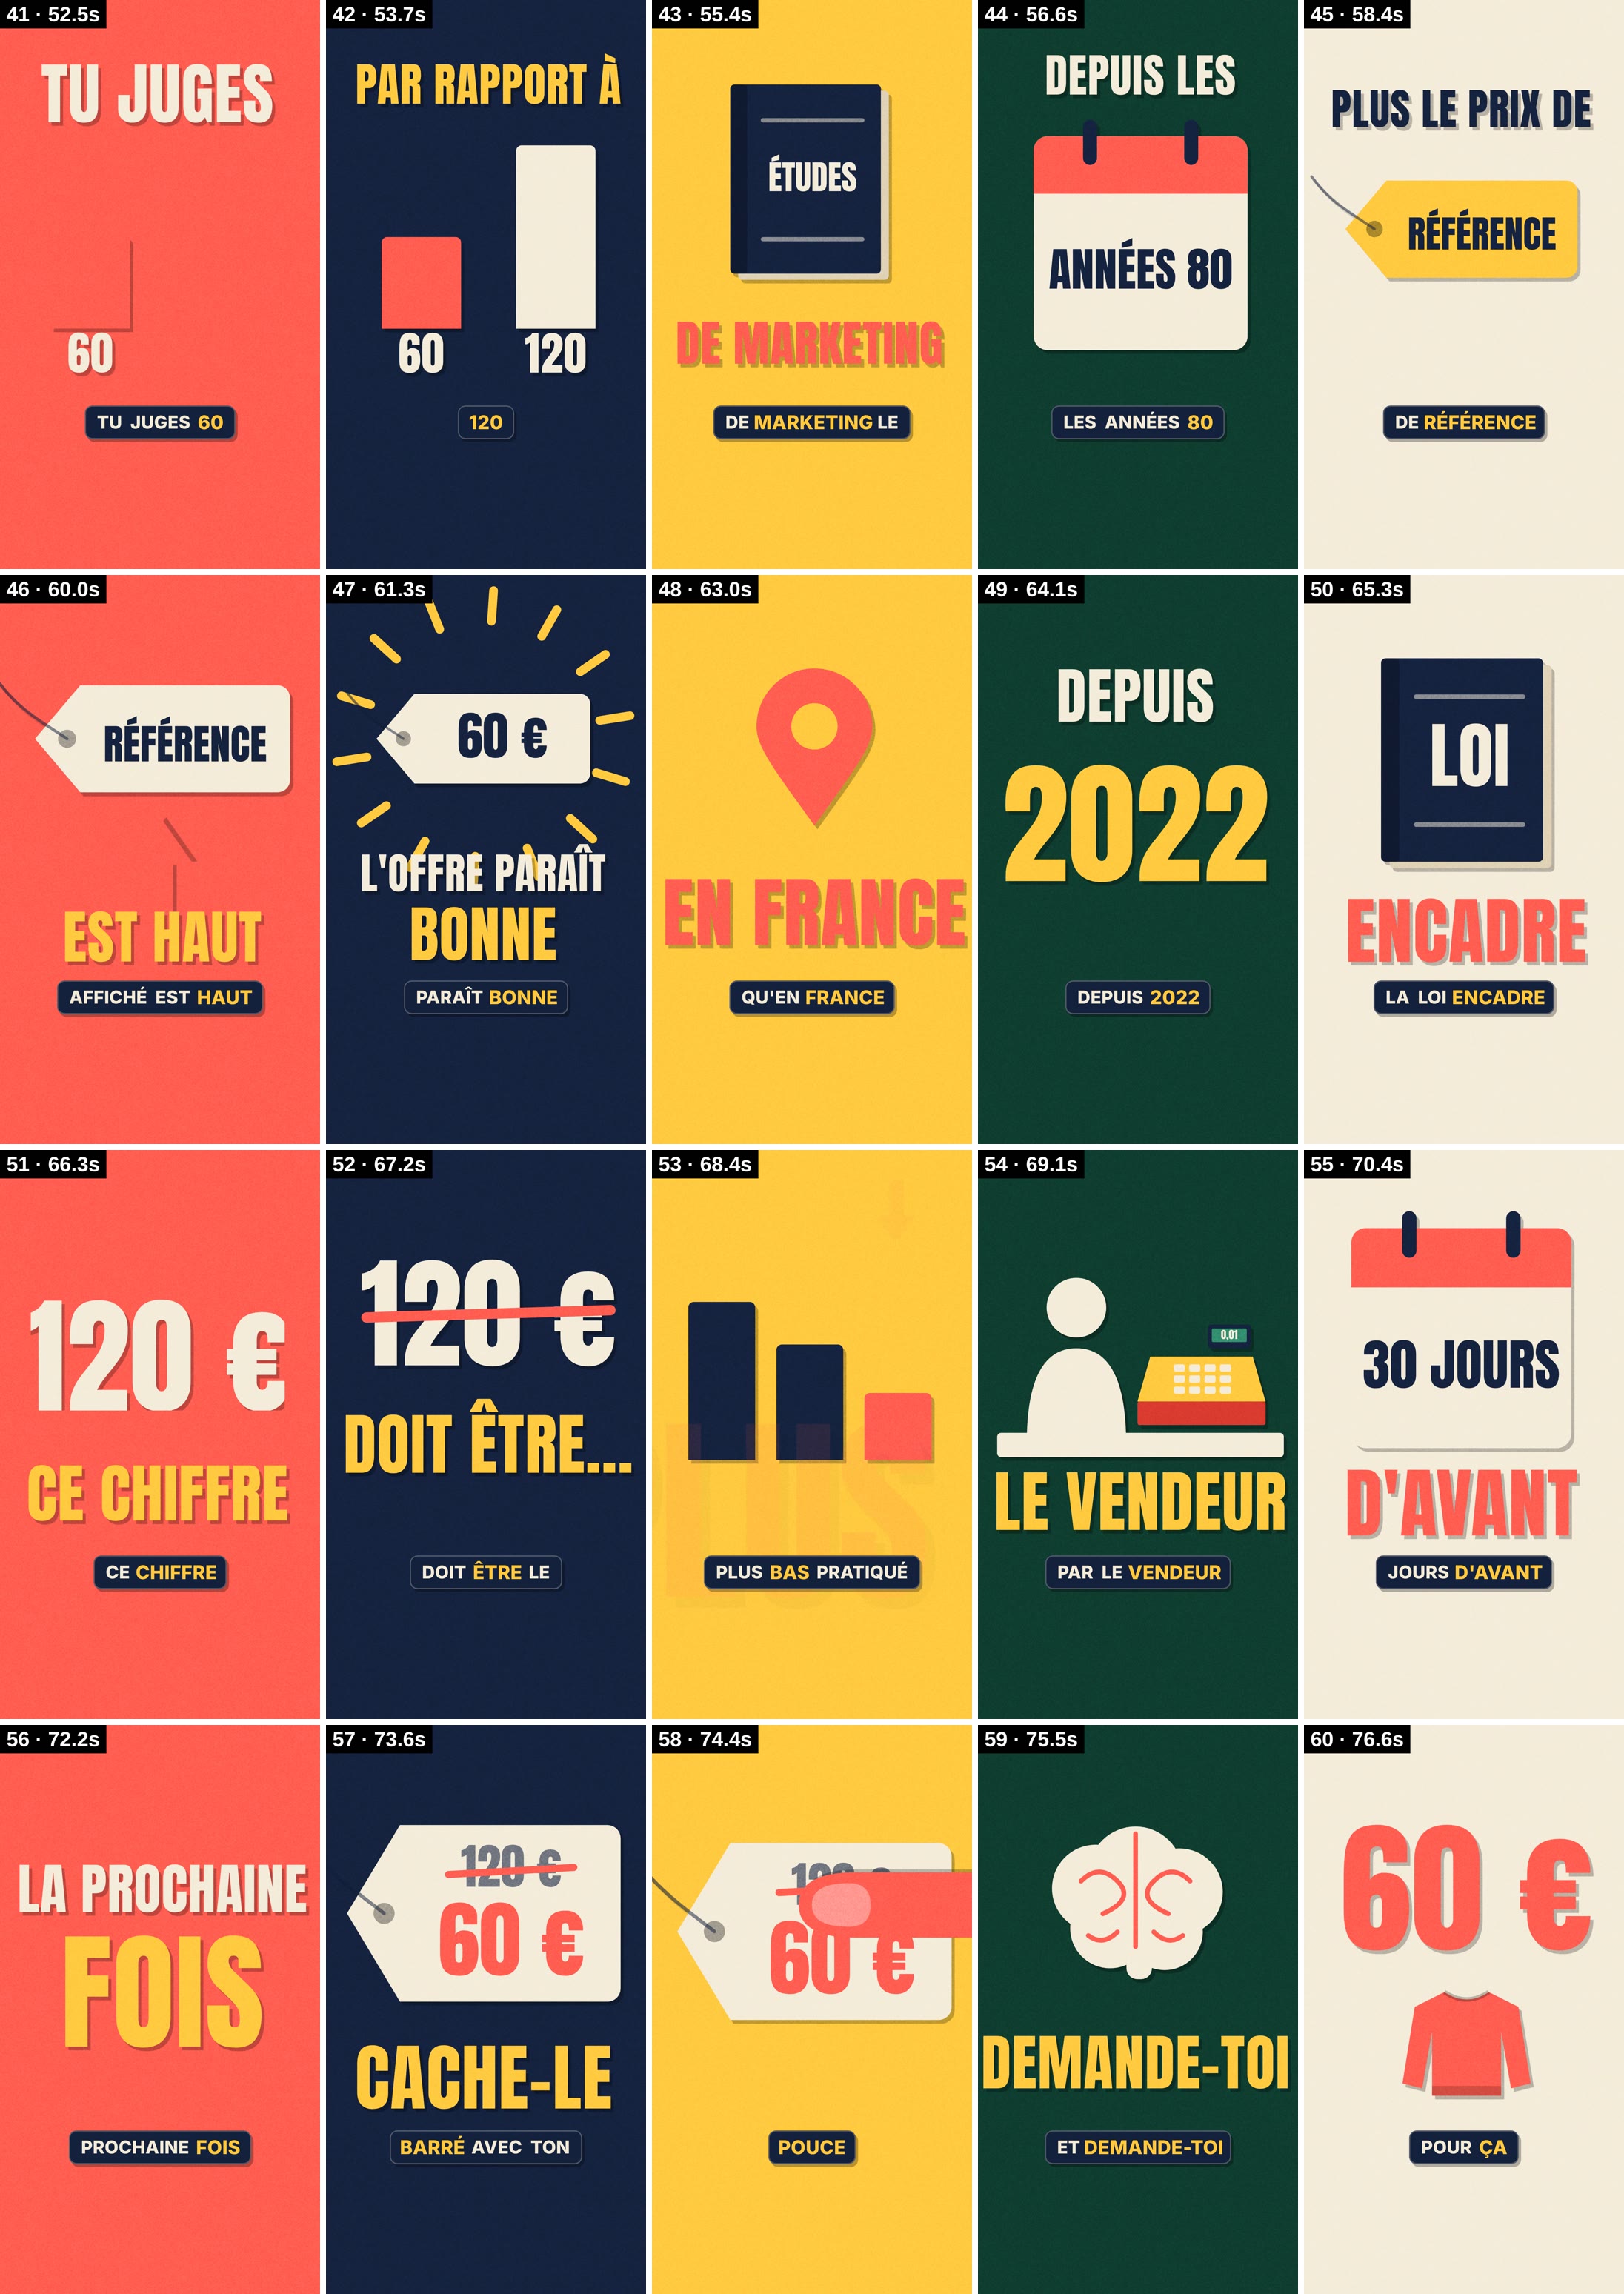 41 · 52.5s
TU JUGES
60
TU JUGES 60
42 · 53.7s
PAR RAPPORT À
60
120
120
43 · 55.4s
ÉTUDES
DE MARKETING
DE MARKETING LE
44 · 56.6s
DEPUIS LES
ANNÉES 80
LES ANNÉES 80
45 · 58.4s
PLUS LE PRIX DE
RÉFÉRENCE
DE RÉFÉRENCE
46 · 60.0s
RÉFÉRENCE
EST HAUT
AFFICHÉ EST HAUT
47 · 61.3s
60 €
L'OFFRE PARAÎT
BONNE
PARAÎT BONNE
48 · 63.0s
EN FRANCE
QU'EN FRANCE
49 · 64.1s
DEPUIS
2022
DEPUIS 2022
50 · 65.3s
LOI
ENCADRE
LA LOI ENCADRE
51 · 66.3s
120 €
CE CHIFFRE
CE CHIFFRE
52 · 67.2s
120 €
DOIT ÊTRE...
DOIT ÊTRE LE
53 · 68.4s
PLUS
PLUS BAS PRATIQUÉ
54 · 69.1s
0,01
LE VENDEUR
PAR LE VENDEUR
55 · 70.4s
30 JOURS
D'AVANT
JOURS D'AVANT
56 · 72.2s
LA PROCHAINE
FOIS
PROCHAINE FOIS
57 · 73.6s
120 €
60 €
CACHE-LE
BARRÉ AVEC TON
58 · 74.4s
60 €
POUCE
59 · 75.5s
DEMANDE-TOI
ET DEMANDE-TOI
60 · 76.6s
60 €
POUR ÇA